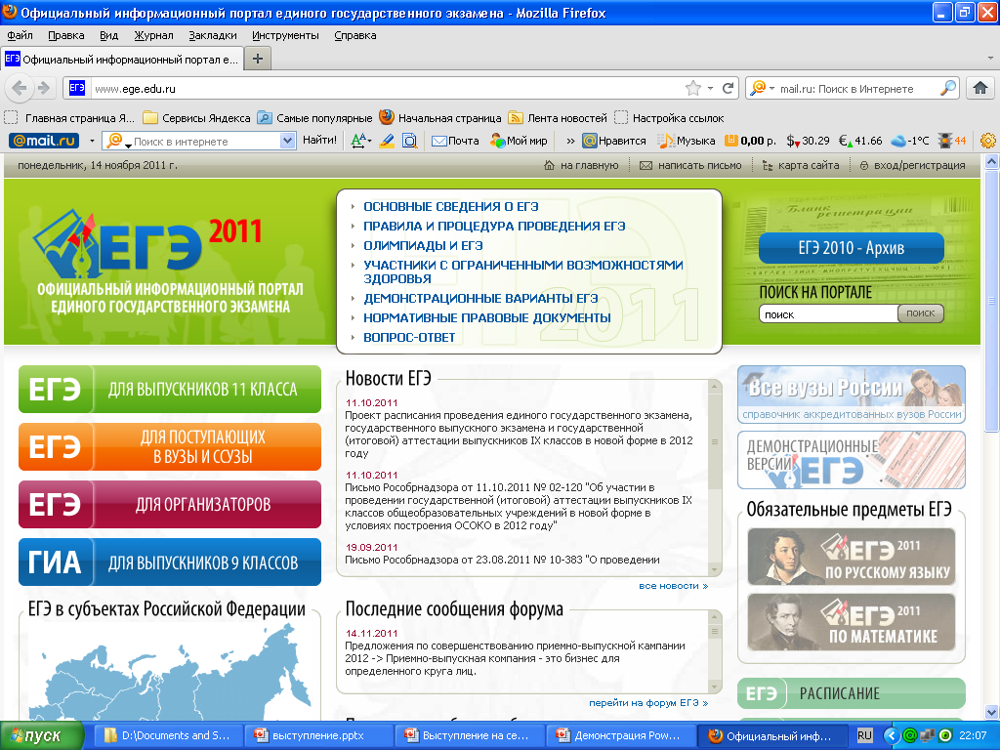 Официальный информационный портал единого государственного экзамена - Mozilla Firefox
Файл Правка Вид Журнал Закладки Инструменты Справка
ЕГЭ Официальный информационный портал е... +
ЕГЭ www.ege.edu.ru
mail.ru: Поиск в Интернете
Главная страница Я... Сервисы Яндекса Самые популярные Начальная страница Лента новостей Настройка ссылок
@mail.ru Поиск в интернете Найти! Почта Мой мир » Нравится Музыка 0,00 р. $ 30.29 € 41.66 -1°C 44
понедельник, 14 ноября 2011 г. на главную написать письмо карта сайта вход/регистрация
ЕГЭ 2011
ОФИЦИАЛЬНЫЙ ИНФОРМАЦИОННЫЙ ПОРТАЛ
ЕДИНОГО ГОСУДАРСТВЕННОГО ЭКЗАМЕНА
ОСНОВНЫЕ СВЕДЕНИЯ О ЕГЭ
ПРАВИЛА И ПРОЦЕДУРА ПРОВЕДЕНИЯ ЕГЭ
ОЛИМПИАДЫ И ЕГЭ
УЧАСТНИКИ С ОГРАНИЧЕННЫМИ ВОЗМОЖНОСТЯМИ
ЗДОРОВЬЯ
ДЕМОНСТРАЦИОННЫЕ ВАРИАНТЫ ЕГЭ
НОРМАТИВНЫЕ ПРАВОВЫЕ ДОКУМЕНТЫ
ВОПРОС-ОТВЕТ
2011
Бланк
регистрации
ЕГЭ 2010 - Архив
ПОИСК НА ПОРТАЛЕ
поиск поиск
ЕГЭ ДЛЯ ВЫПУСКНИКОВ 11 КЛАССА
ЕГЭ ДЛЯ ПОСТУПАЮЩИХ
В ВУЗЫ И ССУЗЫ
ЕГЭ ДЛЯ ОРГАНИЗАТОРОВ
ГИА ДЛЯ ВЫПУСКНИКОВ 9 КЛАССОВ
ЕГЭ в субъектах Российской Федерации
Новости ЕГЭ
11.10.2011
Проект расписания проведения единого государственного экзамена,
государственного выпускного экзамена и государственной
(итоговой) аттестации выпускников IX классов в новой форме в 2012
году
11.10.2011
Письмо Рособрнадзора от 11.10.2011 № 02-120 "Об участии в
проведении государственной (итоговой) аттестации выпускников IX
классов общеобразовательных учреждений в новой форме в
условиях построения ОСОКО в 2012 году"
19.09.2011
Письмо Рособрнадзора от 23.08.2011 № 10-383 "О проведении
все новости »
Последние сообщения форума
14.11.2011
Предложения по совершенствованию приемно-выпускной кампании
2012 -> Приемно-выпускная компания - это бизнес для
определенного круга лиц.
перейти на форум ЕГЭ »
Все вузы России
справочник аккредитованных вузов России
ДЕМОНСТРАЦИОННЫЕ
ВЕРСИИ ЕГЭ
Обязательные предметы ЕГЭ
ЕГЭ 2011
ПО РУССКОМУ ЯЗЫКУ
ЕГЭ 2011
ПО МАТЕМАТИКЕ
ЕГЭ РАСПИСАНИЕ
пуск D:\Documents and S... выступление.pptx Выступление на се... Демонстрация Pow... Официальный инф... RU 22:07